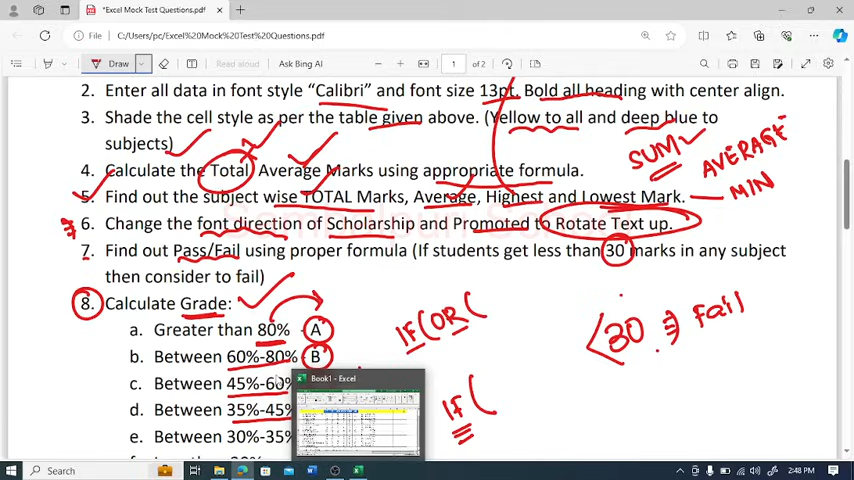 *Excel Mock Test Questions.pdf
C:/Users/pc/Excel%20Mock%20Test%20Questions.pdf
Draw
Read aloud
Ask Bing AI
1 of 2
2. Enter all data in font style “Calibri” and font size 13pt. Bold all heading with center align.
3. Shade the cell style as per the table given above. (Yellow to all and deep blue to
subjects)
SUM
AVERAGE
4. Calculate the Total, Average Marks using appropriate formula.
MIN
5. Find out the subject wise TOTAL Marks, Average, Highest and Lowest Mark.
6. Change the font direction of Scholarship and Promoted to Rotate Text up.
7. Find out Pass/Fail using proper formula (If students get less than 30 marks in any subject
then consider to fail)
8. Calculate Grade:
a. Greater than 80% - A
IF(OR(
<30 ⇒ Fail
b. Between 60%-80% - B
Book1 - Excel
c. Between 45%-60%
IF(
d. Between 35%-45%
e. Between 30%-35%
Search
2:48 PM